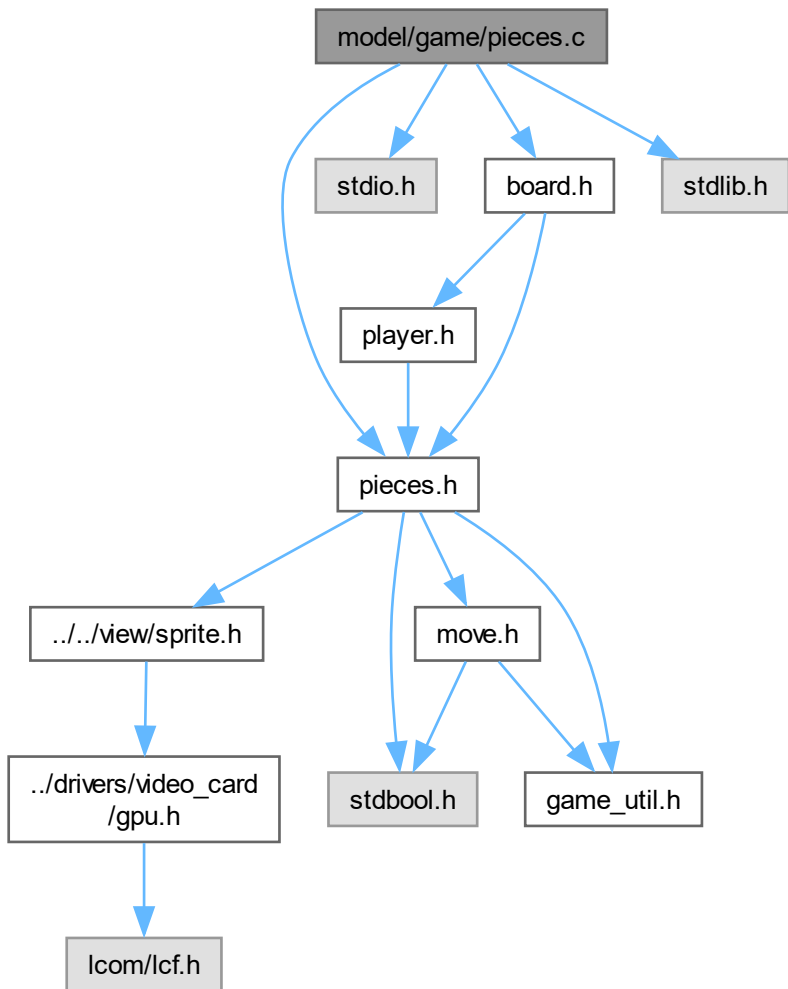 model/game/pieces.c
stdio.h
board.h
stdlib.h
player.h
pieces.h
../../view/sprite.h
move.h
../drivers/video_card
/gpu.h
stdbool.h
game_util.h
lcom/lcf.h